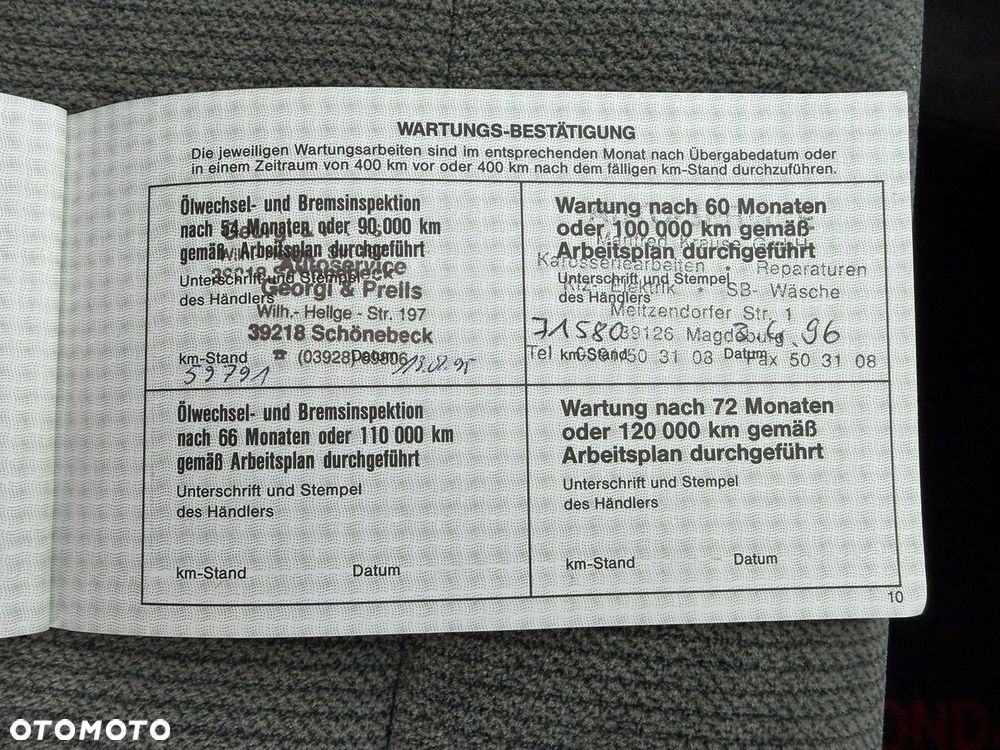 WARTUNGS-BESTÄTIGUNG
Die jeweiligen Wartungsarbeiten sind im entsprechenden Monat nach Übergabedatum oder
in einem Zeitraum von 400 km vor oder 400 km nach dem fälligen km-Stand durchzuführen.
Ölwechsel- und Bremsinspektion
nach 54 Monaten oder 90 000 km
gemäß Arbeitsplan durchgeführt
Unterschrift und Stempel
des Händlers
Autoservice
Georgi & Prells
Wilh.- Hellge - Str. 197
39218 Schönebeck
☎ (03928) 69806
km-Stand
Datum
59791
Wartung nach 60 Monaten
oder 100 000 km gemäß
Arbeitsplan durchgeführt
Karosseriearbeiten • Reparaturen
Unterschrift und Stempel
Kfz- Elektrik • SB- Wäsche
des Händlers
Meitzendorfer Str. 1
71580 39126 Magdeburg 3.4.96
km-Stand
Datum
Tel 50 31 08 Fax 50 31 08
Ölwechsel- und Bremsinspektion
nach 66 Monaten oder 110 000 km
gemäß Arbeitsplan durchgeführt
Unterschrift und Stempel
des Händlers
km-Stand Datum
Wartung nach 72 Monaten
oder 120 000 km gemäß
Arbeitsplan durchgeführt
Unterschrift und Stempel
des Händlers
km-Stand Datum
10
OTOMOTO